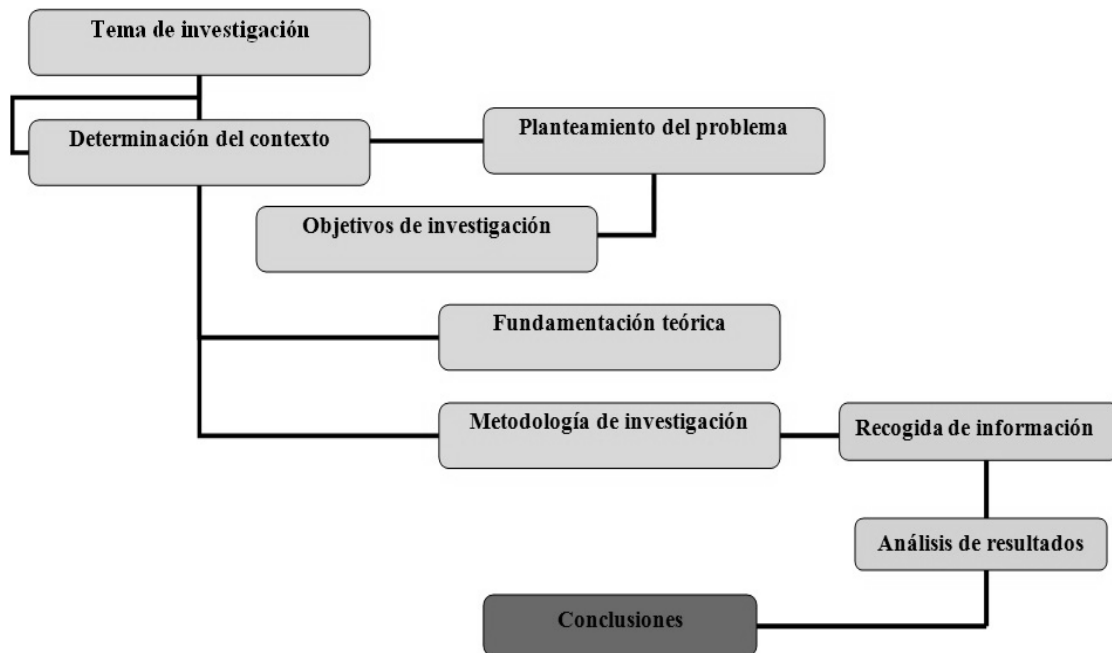 Tema de investigación
Determinación del contexto
Planteamiento del problema
Objetivos de investigación
Fundamentación teórica
Metodología de investigación
Recogida de información
Análisis de resultados
Conclusiones